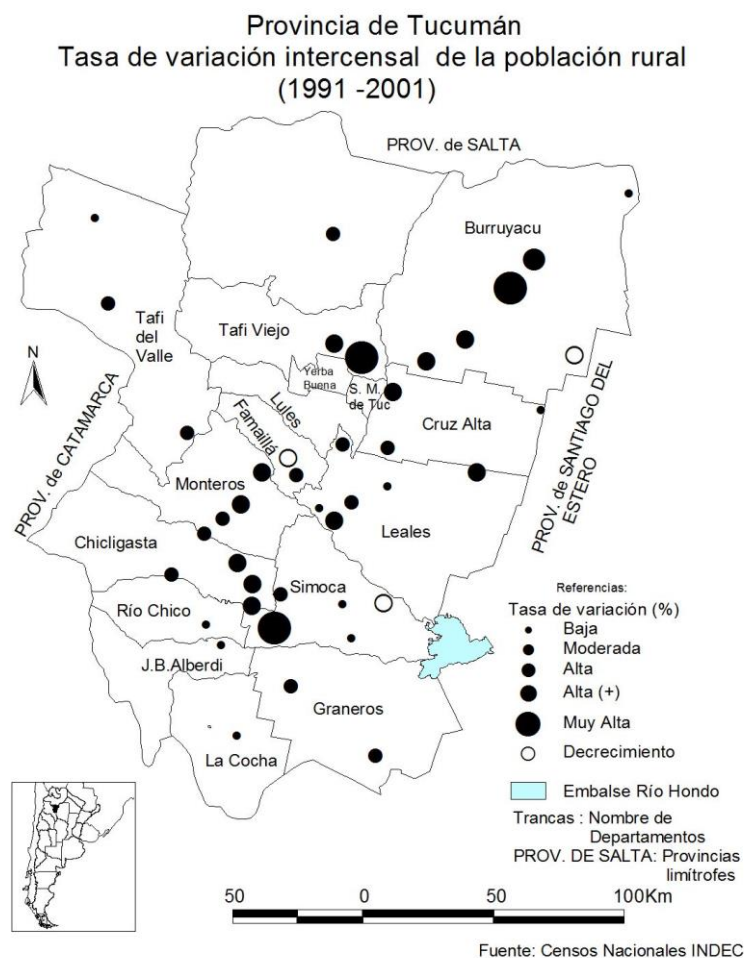 Provincia de Tucumán
Tasa de variación intercensal de la población rural
(1991 -2001)
PROV. de SALTA
Burruyacu
Tafi Viejo
Tafi
del
Valle
N
Yerba
Buena
S. M.
de Tuc
Cruz Alta
Lules
Famaillá
PROV. de CATAMARCA
PROV. de SANTIAGO DEL
ESTERO
Monteros
Leales
Chicligasta
Simoca
Río Chico
J.B.Alberdi
Graneros
La Cocha
Referencias:
Tasa de variación (%)
Baja
Moderada
Alta
Alta (+)
Muy Alta
Decrecimiento
Embalse Río Hondo
Trancas : Nombre de
Departamentos
PROV. DE SALTA: Provincias
limítrofes
50 0 50 100Km
Fuente: Censos Nacionales INDEC